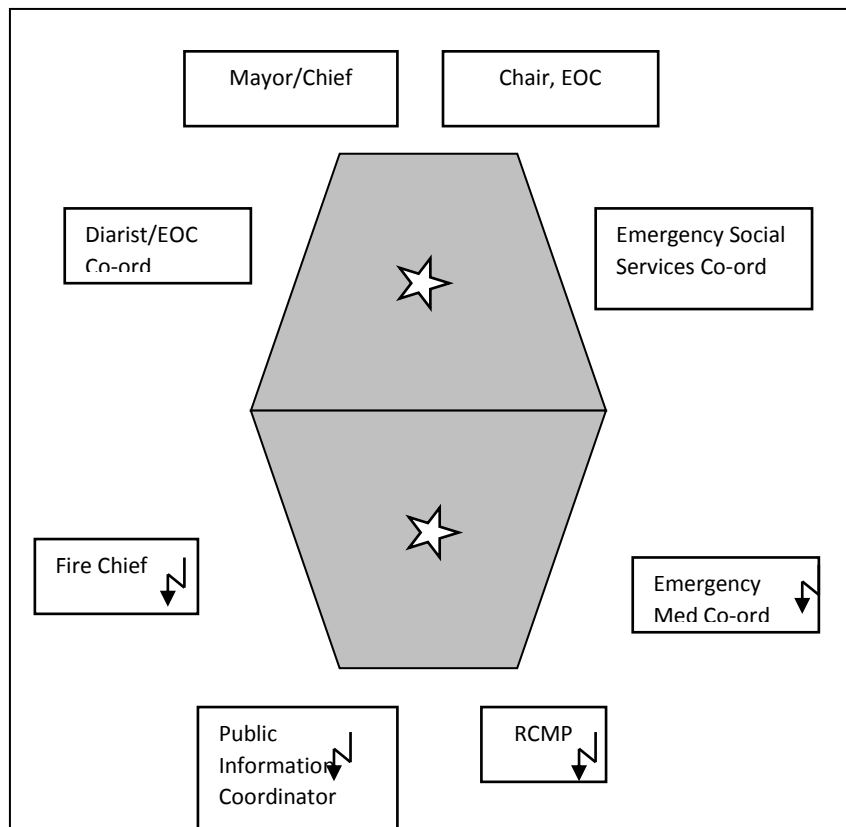 Mayor/Chief
Chair, EOC
Diarist/EOC
Co-ord
Emergency Social
Services Co-ord
Fire Chief
Emergency
Med Co-ord
Public
Information
Coordinator
RCMP